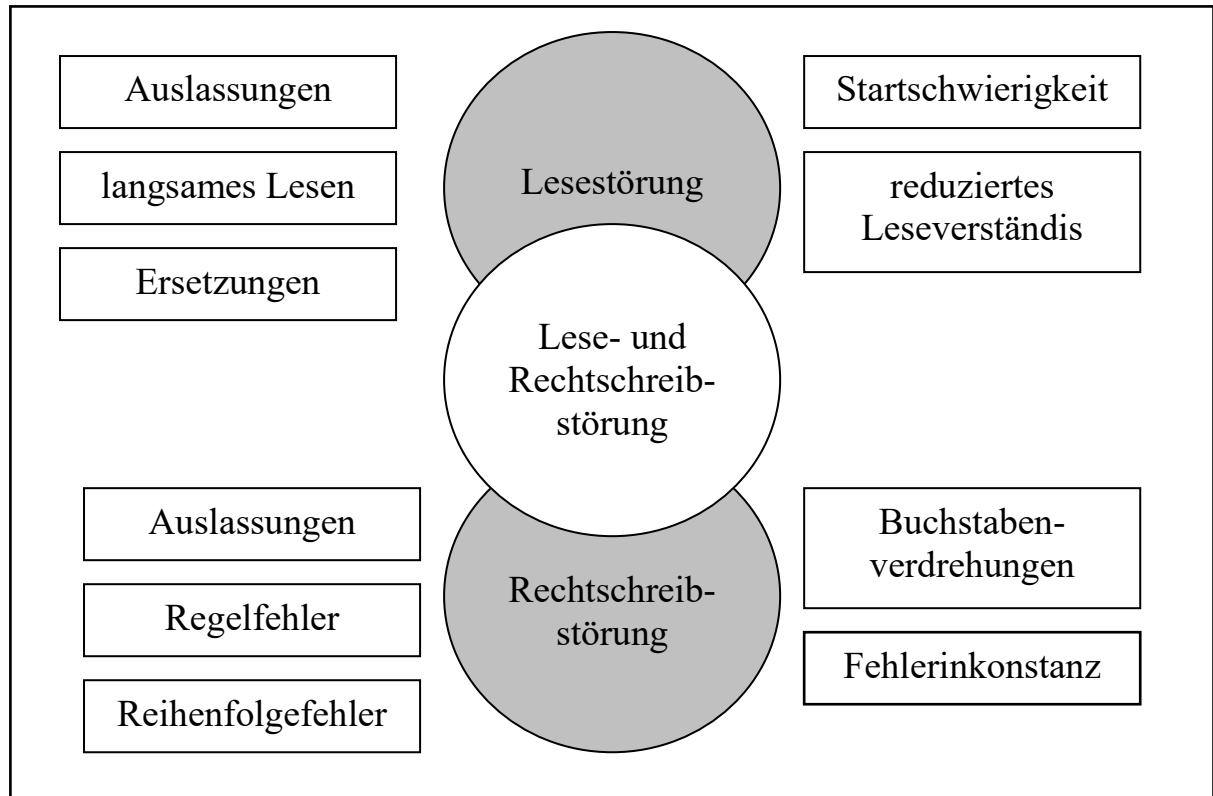 Auslassungen
langsames Lesen
Ersetzungen
Lesestörung
Startschwierigkeit
reduziertes
Leseverständis
Lese- und
Rechtschreib-
störung
Auslassungen
Regelfehler
Reihenfolgefehler
Rechtschreib-
störung
Buchstaben-
verdrehungen
Fehlerinkonstanz